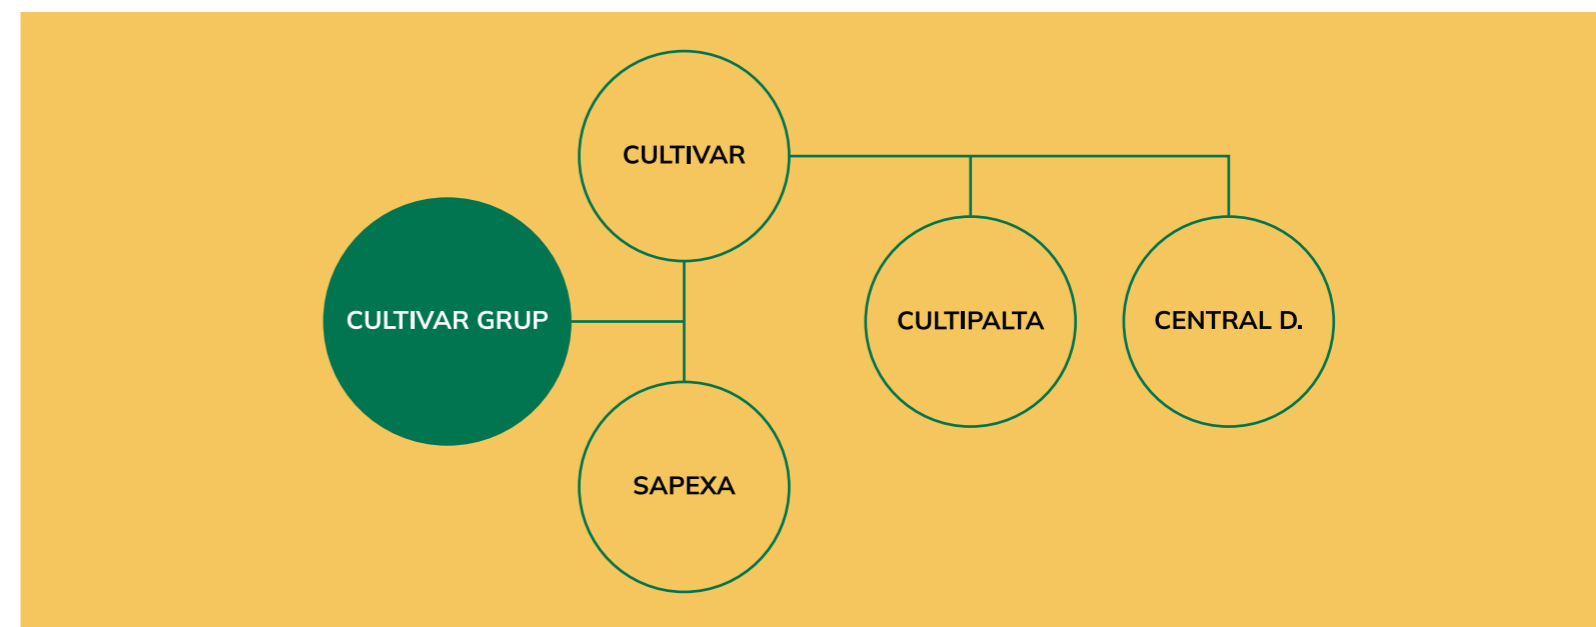 CULTIVAR
CULTIVAR GRUP
CULTIPALTA
CENTRAL D.
SAPEXA